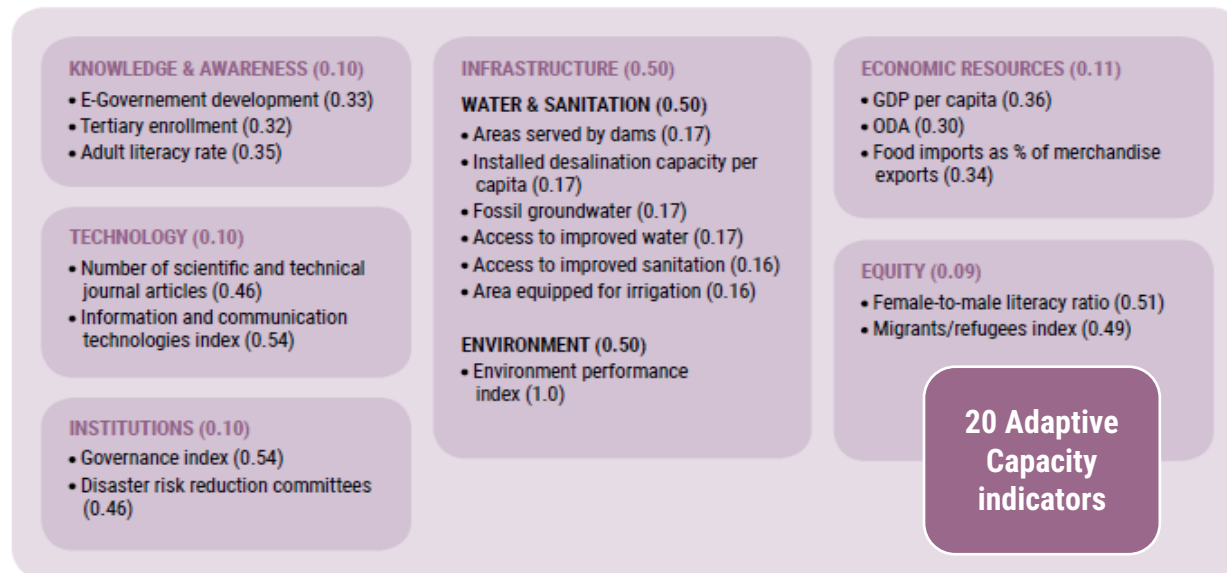 KNOWLEDGE & AWARENESS (0.10)
• E-Governement development (0.33)
• Tertiary enrollment (0.32)
• Adult literacy rate (0.35)
TECHNOLOGY (0.10)
• Number of scientific and technical
journal articles (0.46)
• Information and communication
technologies index (0.54)
INSTITUTIONS (0.10)
• Governance index (0.54)
• Disaster risk reduction committees
(0.46)
INFRASTRUCTURE (0.50)
WATER & SANITATION (0.50)
• Areas served by dams (0.17)
• Installed desalination capacity per
capita (0.17)
• Fossil groundwater (0.17)
• Access to improved water (0.17)
• Access to improved sanitation (0.16)
• Area equipped for irrigation (0.16)
ENVIRONMENT (0.50)
• Environment performance
index (1.0)
ECONOMIC RESOURCES (0.11)
• GDP per capita (0.36)
• ODA (0.30)
• Food imports as % of merchandise
exports (0.34)
EQUITY (0.09)
• Female-to-male literacy ratio (0.51)
• Migrants/refugees index (0.49)
20 Adaptive
Capacity
indicators